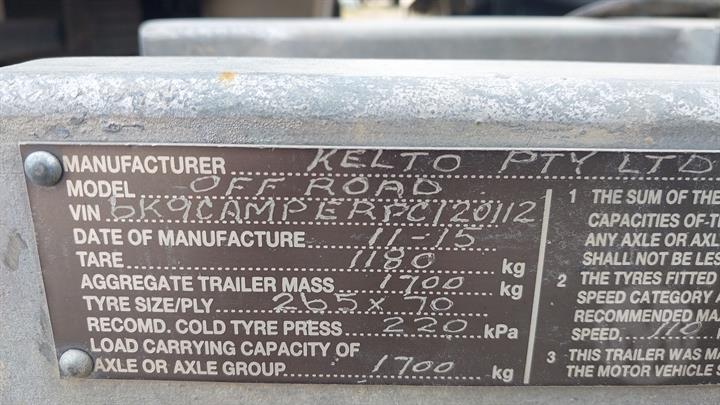 MANUFACTURER KELTO PTY LTD
MODEL OFF ROAD
VIN 6K9CAMPERPC120112
DATE OF MANUFACTURE 11-15
TARE 1180 kg
AGGREGATE TRAILER MASS 1700 kg
TYRE SIZE/PLY 265x70
RECOMD. COLD TYRE PRESS 220 kPa
LOAD CARRYING CAPACITY OF
AXLE OR AXLE GROUP 1700 kg
1 THE SUM OF THE
CAPACITIES OF T
ANY AXLE OR AXL
SHALL NOT BE LES
2 THE TYRES FITTED
SPEED CATEGORY
RECOMMENDED MA
SPEED, 110
3 THIS TRAILER WAS MA
THE MOTOR VEHICLE S